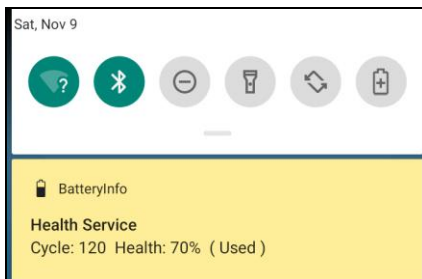 Sat, Nov 9
?
BatteryInfo
Health Service
Cycle: 120 Health: 70% ( Used )